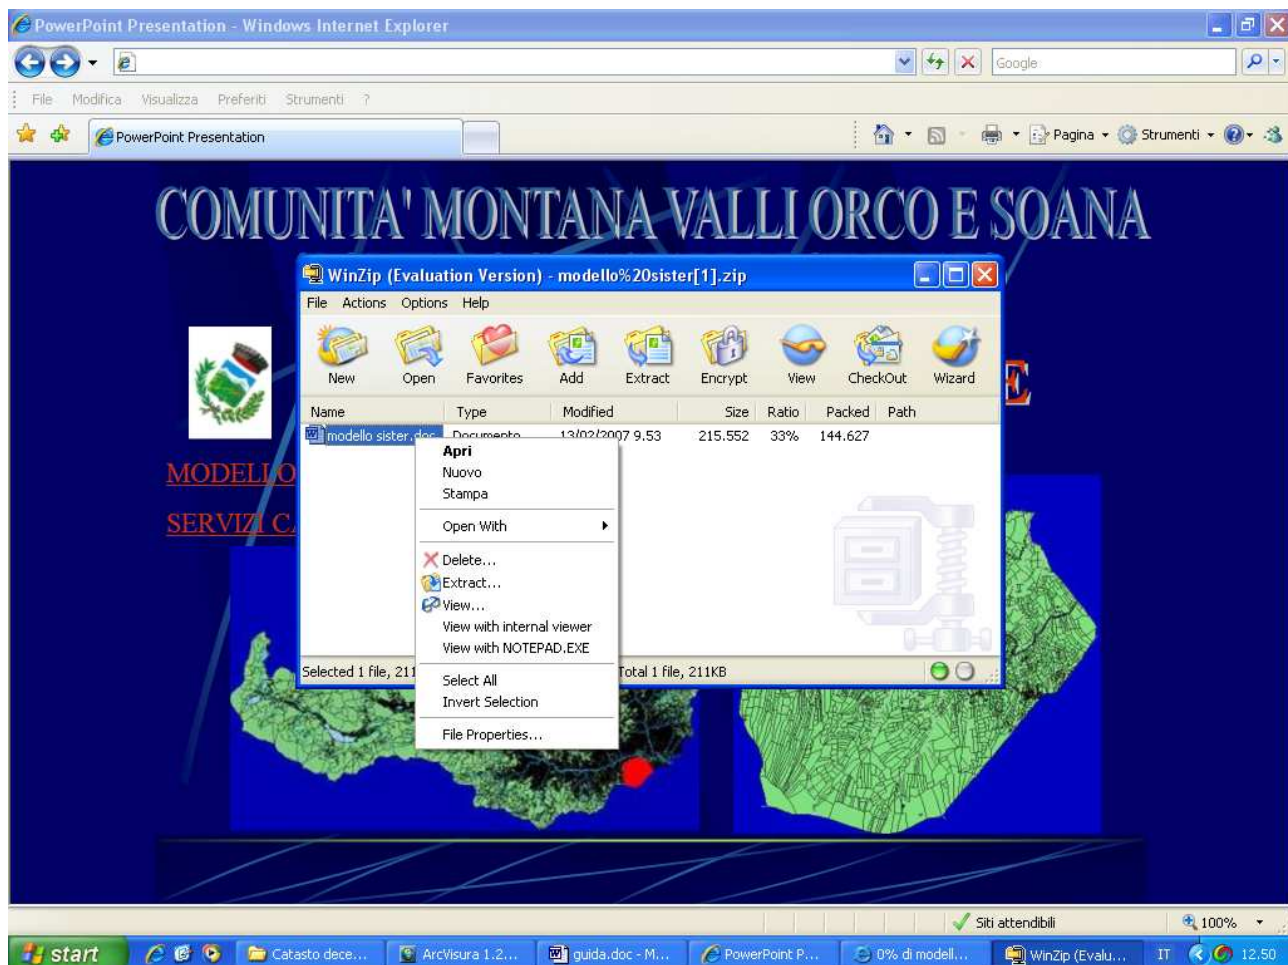 PowerPoint Presentation - Windows Internet Explorer
Google
File Modifica Visualizza Preferiti Strumenti ?
PowerPoint Presentation
Pagina Strumenti
COMUNITA' MONTANA VALLI ORCO E SOANA
WinZip (Evaluation Version) - modello%20sister[1].zip
File Actions Options Help
New Open Favorites Add Extract Encrypt View CheckOut Wizard
E
Name Type Modified Size Ratio Packed Path
modello sister.doc Documento 13/02/2007 9.53 215.552 33% 144.627
MODELLO
SERVIZI CA
Apri
Nuovo
Stampa
Open With
Delete...
Extract...
View...
View with internal viewer
View with NOTEPAD.EXE
Select All
Invert Selection
File Properties...
Selected 1 file, 211 Total 1 file, 211KB
Siti attendibili 100%
start Catasto dece... ArcVisura 1.2... guida.doc - M... PowerPoint P... 0% di modell... WinZip (Evalu... IT 12.50